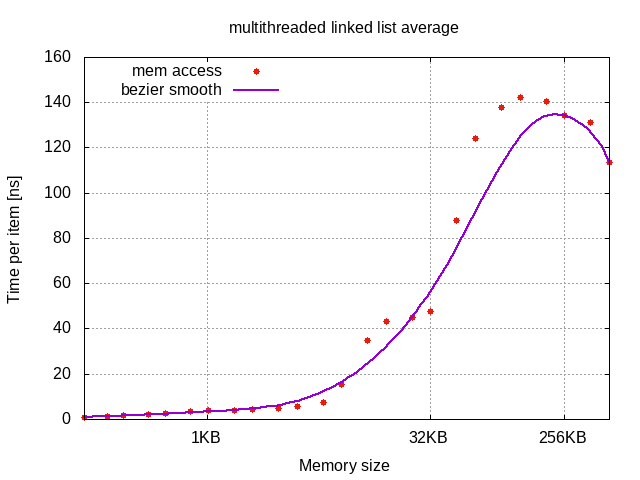 multithreaded linked list average
mem access
bezier smooth
160
140
120
100
80
60
40
20
0
Time per item [ns]
1KB 32KB 256KB
Memory size